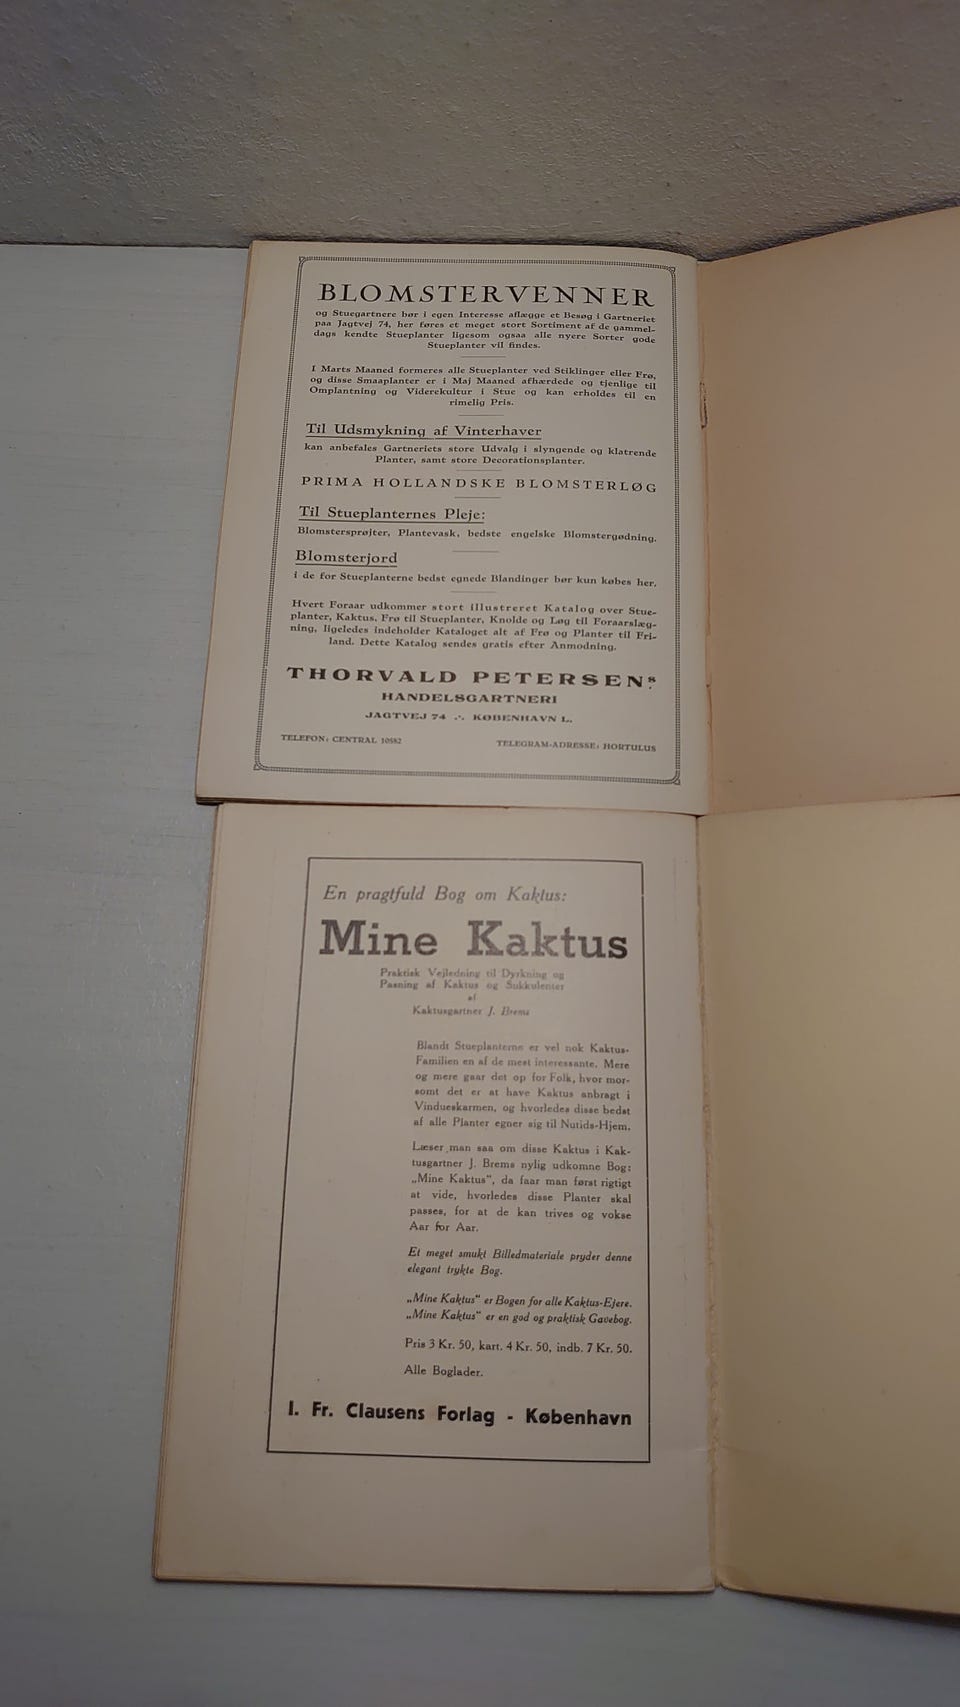 BLOMSTERVENNER
og Stuegartnere bør i egen Interesse aflægge et Besøg i Gartneriet
paa Jagtvej 74, her føres et meget stort Sortiment af de gammel-
dags kendte Stueplanter ligesom ogsaa alle nyere Sorter gode
Stueplanter vil findes.
I Marts Maaned formeres alle Stueplanter ved Stiklinger eller Frø,
og disse Smaaplanter er i Maj Maaned afhærdede og tjenlige til
Omplantning og Viderekultur i Stue og kan erholdes til en
rimelig Pris.
Til Udsmykning af Vinterhaver
kan anbefales Gartneriets store Udvalg i slyngende og klatrende
Planter, samt store Decorationsplanter.
PRIMA HOLLANDSKE BLOMSTERLØG
Til Stueplanternes Pleje:
Blomstersprøjter, Plantevask, bedste engelske Blomstergødning.
Blomsterjord
i de for Stueplanterne bedst egnede Blandinger bør kun købes her.
Hvert Foraar udkommer stort illustreret Katalog over Stue-
planter, Kaktus, Frø til Stueplanter, Knolde og Løg til Foraarslæg-
ning, ligeledes indeholder Kataloget alt af Frø og Planter til Fri-
land. Dette Katalog sendes gratis efter Anmodning.
THORVALD PETERSENs.
HANDELSGARTNERI
JAGTVEJ 74 .·. KØBENHAVN L.
TELEFON: CENTRAL 10582 TELEGRAM-ADRESSE: HORTULUS
En pragtfuld Bog om Kaktus:
Mine Kaktus
Praktisk Vejledning til Dyrkning og
Pasning af Kaktus og Sukkulenter
af
Kaktusgartner J. Brems
Blandt Stueplanterne er vel nok Kaktus-
Familien en af de mest interessante. Mere
og mere gaar det op for Folk, hvor mor-
somt det er at have Kaktus anbragt i
Vindueskarmen, og hvorledes disse bedst
af alle Planter egner sig til Nutids-Hjem.
Læser man saa om disse Kaktus i Kak-
tusgartner J. Brems nylig udkomne Bog:
„Mine Kaktus“, da faar man først rigtigt
at vide, hvorledes disse Planter skal
passes, for at de kan trives og vokse
Aar for Aar.
Et meget smukt Billedmateriale pryder denne
elegant trykte Bog.
„Mine Kaktus“ er Bogen for alle Kaktus-Ejere.
„Mine Kaktus“ er en god og praktisk Gavebog.
Pris 3 Kr. 50, kart. 4 Kr. 50, indb. 7 Kr. 50.
Alle Boglader.
I. Fr. Clausens Forlag - København